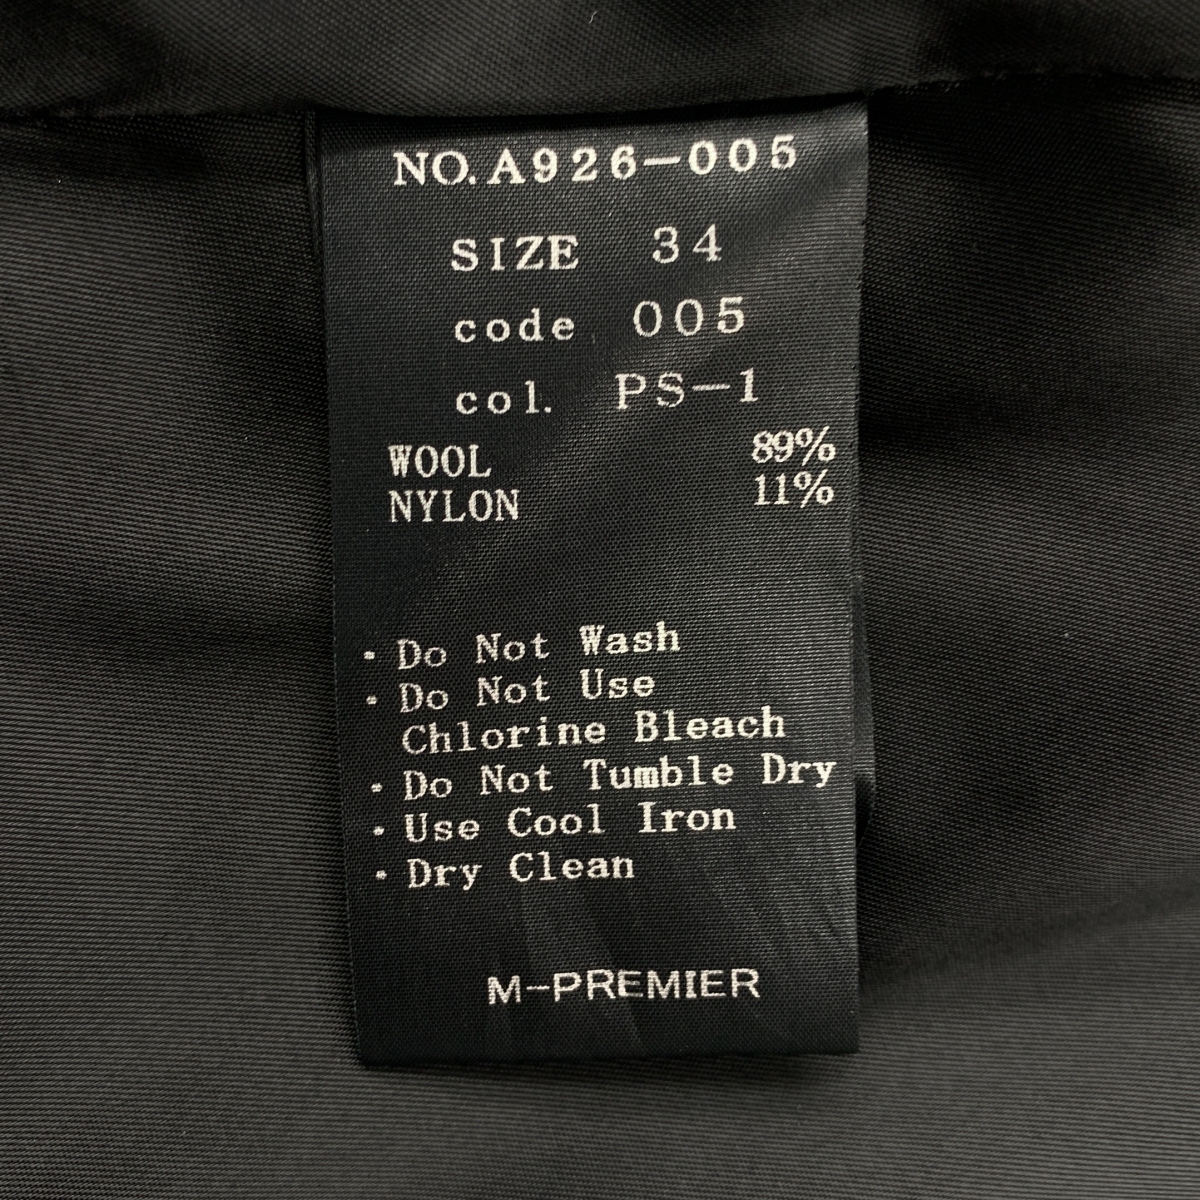 NO.A926-005
SIZE 34
code 005
col. PS-1
WOOL 89%
NYLON 11%
・Do Not Wash
・Do Not Use
Chlorine Bleach
・Do Not Tumble Dry
・Use Cool Iron
・Dry Clean
M-PREMIER